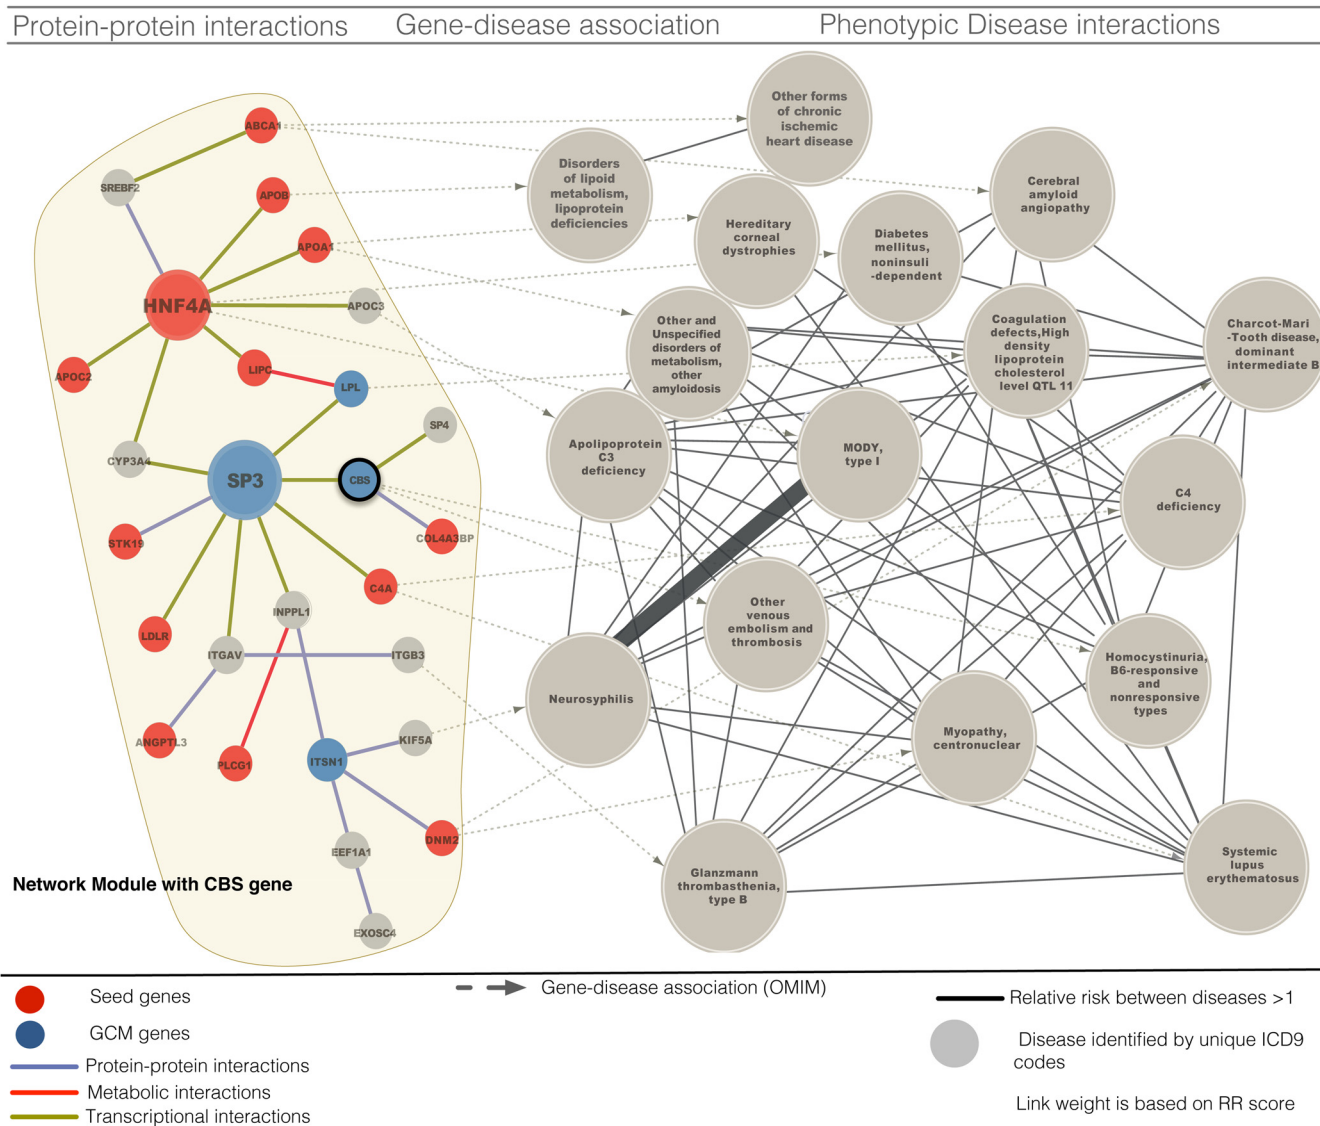 Protein-protein interactions
Gene-disease association
Phenotypic Disease interactions
ABCA1
SREBF2
APOB
APOA1
HNF4A
APOC3
APOC2
LIPC
LPL
SP4
CYP3A4
SP3
CBS
STK19
COL4A3BP
C4A
INPPL1
LDLR
ITGAV
ITGB3
ANGPTL3
PLCG1
KIF5A
ITSN1
DNM2
EEF1A1
EXOSC4
Network Module with CBS gene
Other forms
of chronic
ischemic
heart disease
Disorders
of lipoid
metabolism,
lipoprotein
deficiencies
Cerebral
amyloid
angiopathy
Hereditary
corneal
dystrophies
Diabetes
mellitus,
noninsuli
-dependent
Other and
Unspecified
disorders of
metabolism,
other
amyloidosis
Coagulation
defects,High
density
lipoprotein
cholesterol
level QTL 11
Charcot-Mari
-Tooth disease,
dominant
intermediate B
Apolipoprotein
C3
deficiency
MODY,
type I
C4
deficiency
Other
venous
embolism and
thrombosis
Neurosyphilis
Homocystinuria,
B6-responsive
and
nonresponsive
types
Myopathy,
centronuclear
Glanzmann
thrombasthenia,
type B
Systemic
lupus
erythematosus
Seed genes
GCM genes
Protein-protein interactions
Metabolic interactions
Transcriptional interactions
Gene-disease association (OMIM)
Relative risk between diseases >1
Disease identified by unique ICD9
codes
Link weight is based on RR score